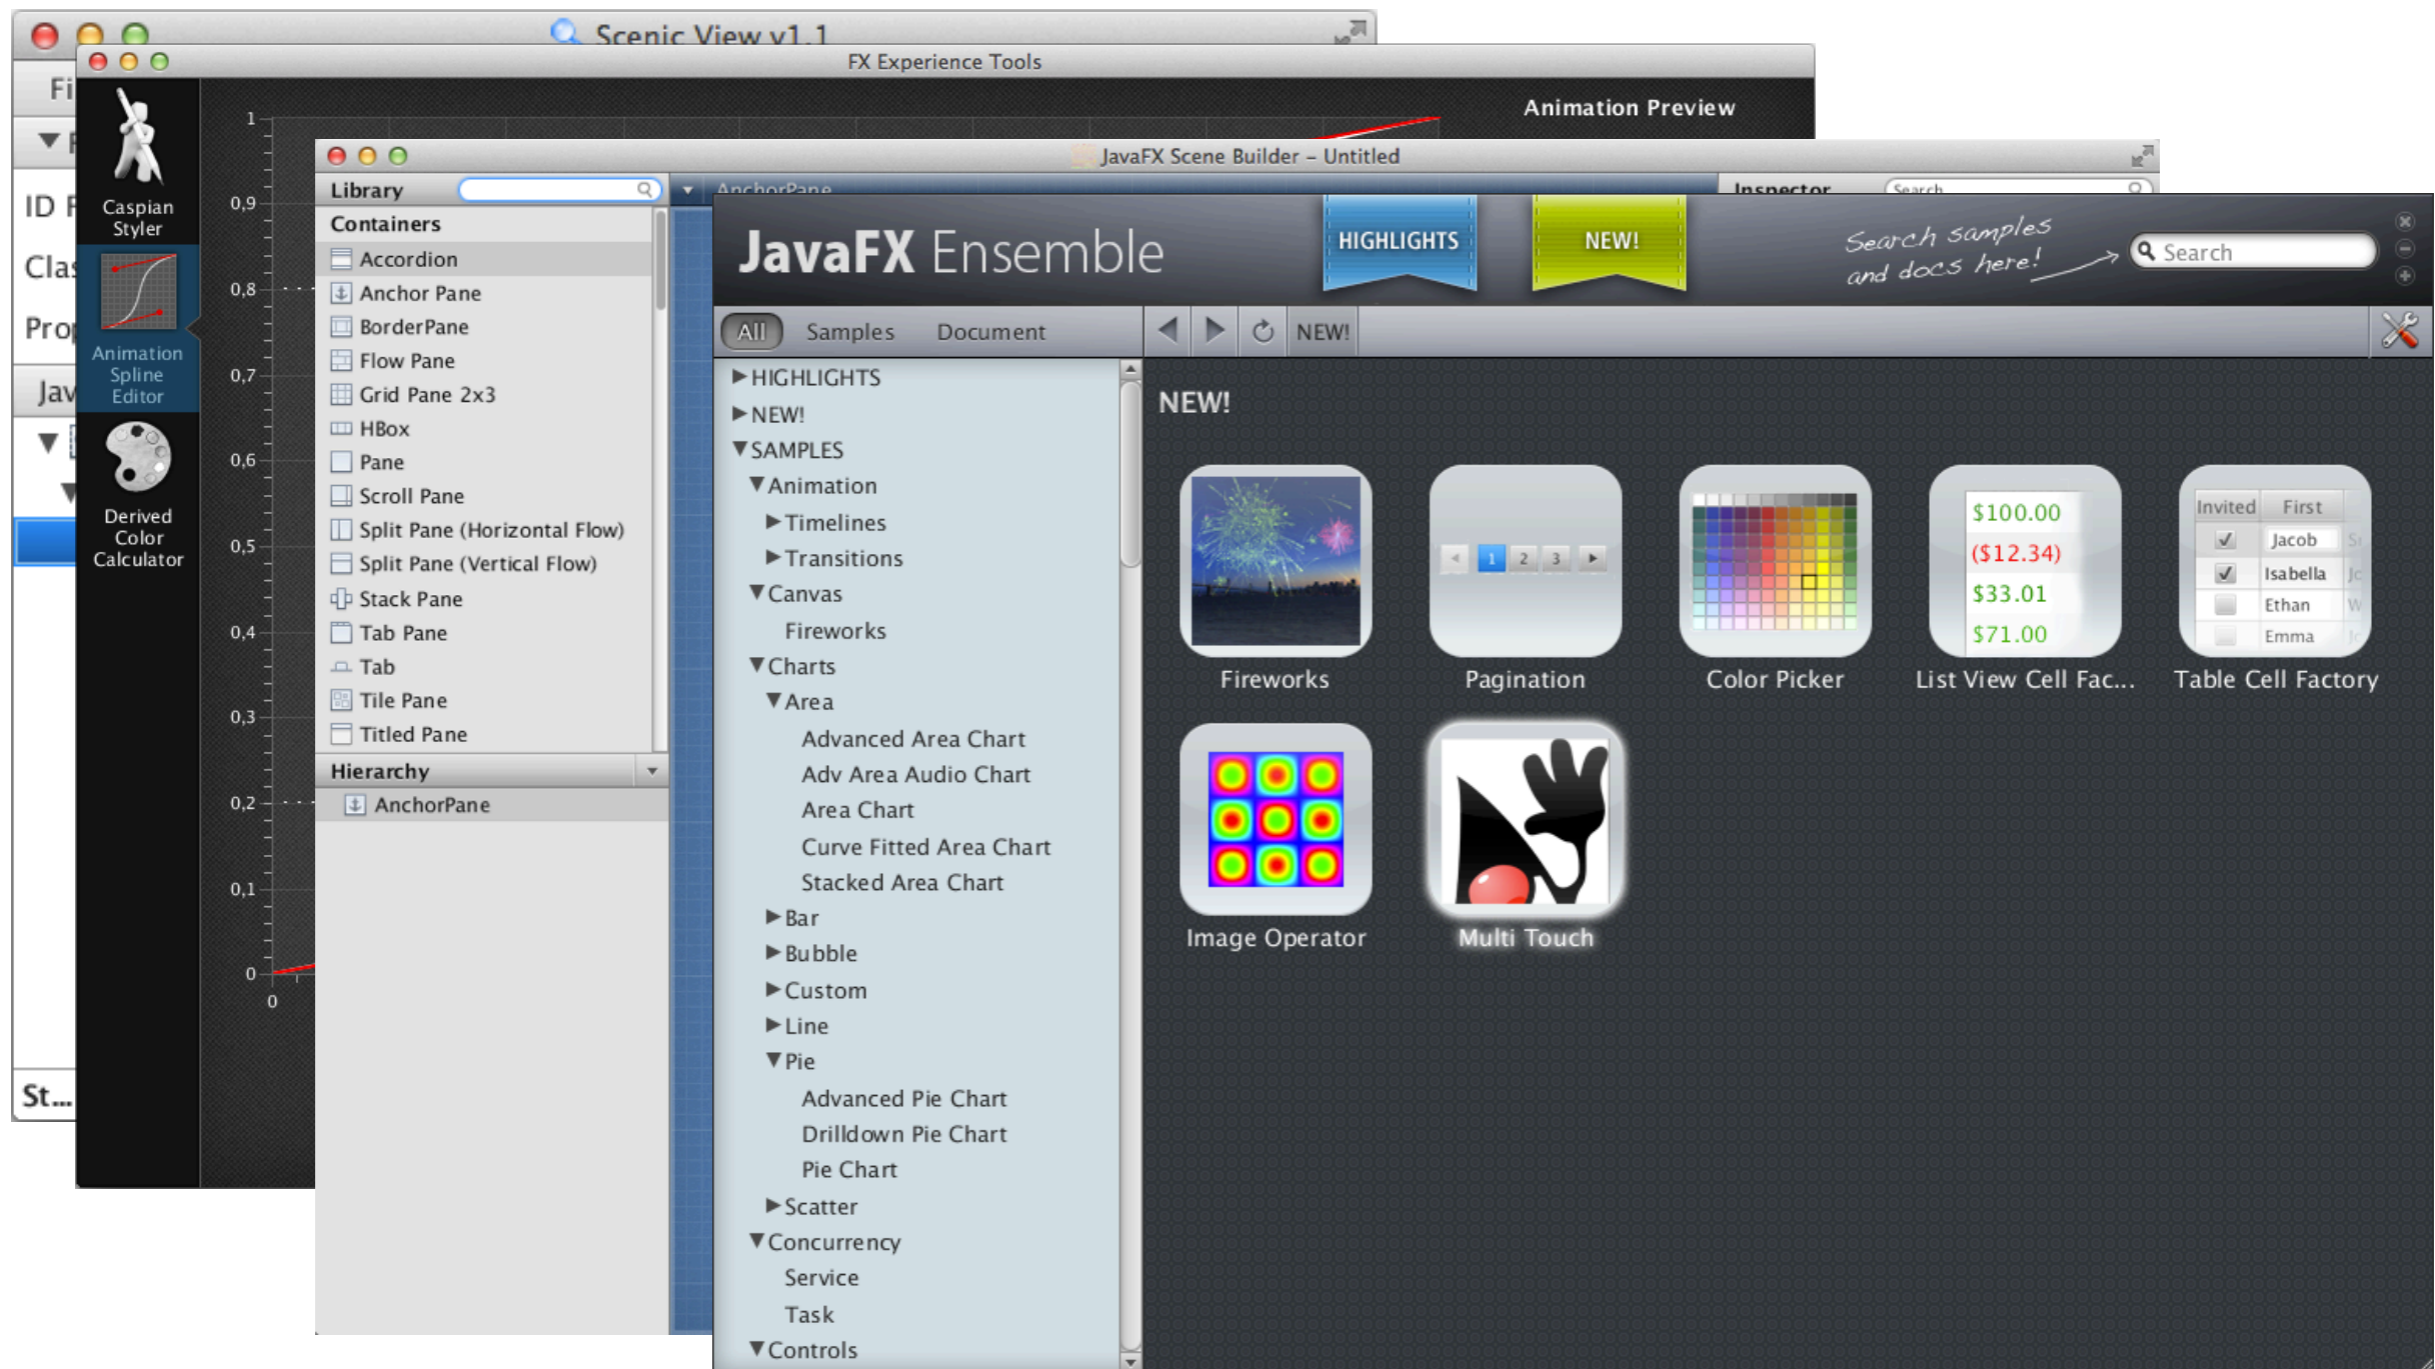 Scenic View v1.1
FX Experience Tools
Animation Preview
Caspian
Styler
Animation
Spline
Editor
Derived
Color
Calculator
St...
1
0,9
0,8
0,7
0,6
0,5
0,4
0,3
0,2
0,1
0
0
JavaFX Scene Builder – Untitled
Library
AnchorPane
Inspector
Search
Containers
Accordion
Anchor Pane
BorderPane
Flow Pane
Grid Pane 2x3
HBox
Pane
Scroll Pane
Split Pane (Horizontal Flow)
Split Pane (Vertical Flow)
Stack Pane
Tab Pane
Tab
Tile Pane
Titled Pane
Hierarchy
AnchorPane
JavaFX Ensemble
HIGHLIGHTS
NEW!
Search samples
and docs here!
Search
All Samples Document
NEW!
HIGHLIGHTS
NEW!
SAMPLES
Animation
Timelines
Transitions
Canvas
Fireworks
Charts
Area
Advanced Area Chart
Adv Area Audio Chart
Area Chart
Curve Fitted Area Chart
Stacked Area Chart
Bar
Bubble
Custom
Line
Pie
Advanced Pie Chart
Drilldown Pie Chart
Pie Chart
Scatter
Concurrency
Service
Task
Controls
NEW!
1 2 3
$100.00
($12.34)
$33.01
$71.00
Invited First
Jacob
Isabella
Ethan
Emma
Fireworks
Pagination
Color Picker
List View Cell Fac...
Table Cell Factory
Image Operator
Multi Touch